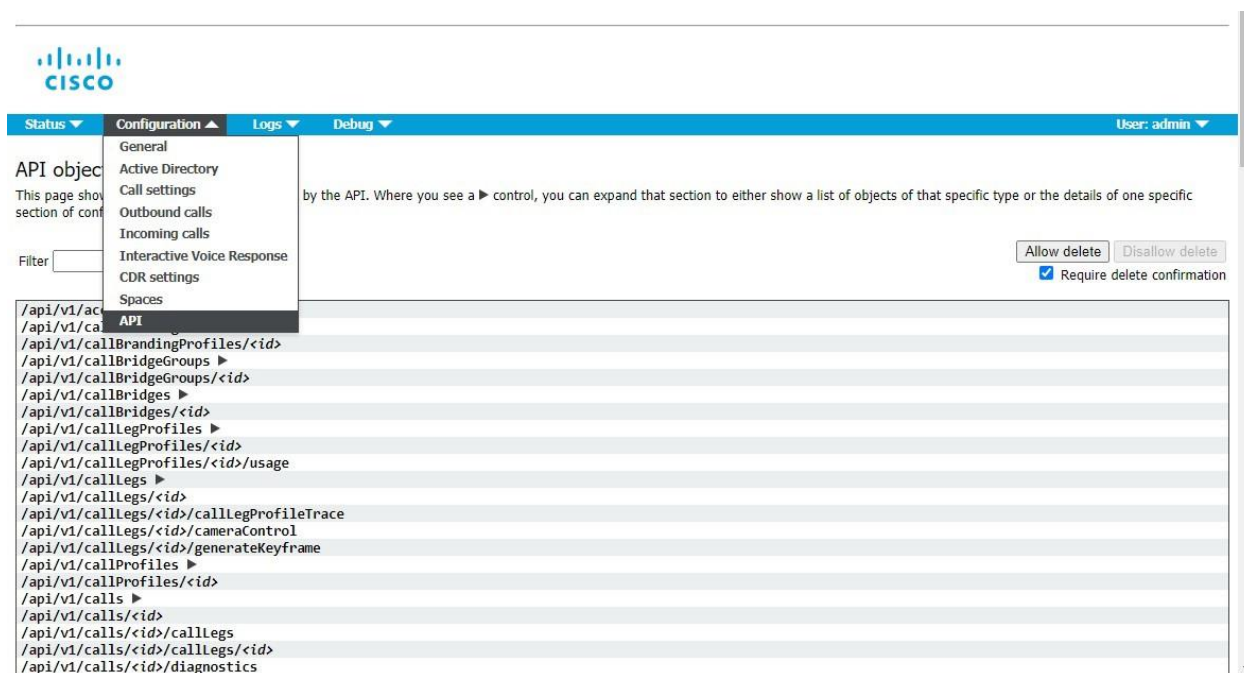 CISCO
Status ▼ Configuration ▲ Logs ▼ Debug ▼ User: admin ▼
General
API objec
Active Directory
This page show
Call settings
by the API. Where you see a ▶ control, you can expand that section to either show a list of objects of that specific type or the details of one specific
section of conf
Outbound calls
Incoming calls
Filter
Interactive Voice Response
Allow delete Disallow delete
CDR settings
Require delete confirmation
Spaces
API
/api/v1/ac
/api/v1/cal
/api/v1/callBrandingProfiles/<id>
/api/v1/callBridgeGroups ▶
/api/v1/callBridgeGroups/<id>
/api/v1/callBridges ▶
/api/v1/callBridges/<id>
/api/v1/callLegProfiles ▶
/api/v1/callLegProfiles/<id>
/api/v1/callLegProfiles/<id>/usage
/api/v1/callLegs ▶
/api/v1/callLegs/<id>
/api/v1/callLegs/<id>/callLegProfileTrace
/api/v1/callLegs/<id>/cameraControl
/api/v1/callLegs/<id>/generateKeyframe
/api/v1/callProfiles ▶
/api/v1/callProfiles/<id>
/api/v1/calls ▶
/api/v1/calls/<id>
/api/v1/calls/<id>/callLegs
/api/v1/calls/<id>/callLegs/<id>
/api/v1/calls/<id>/diagnostics